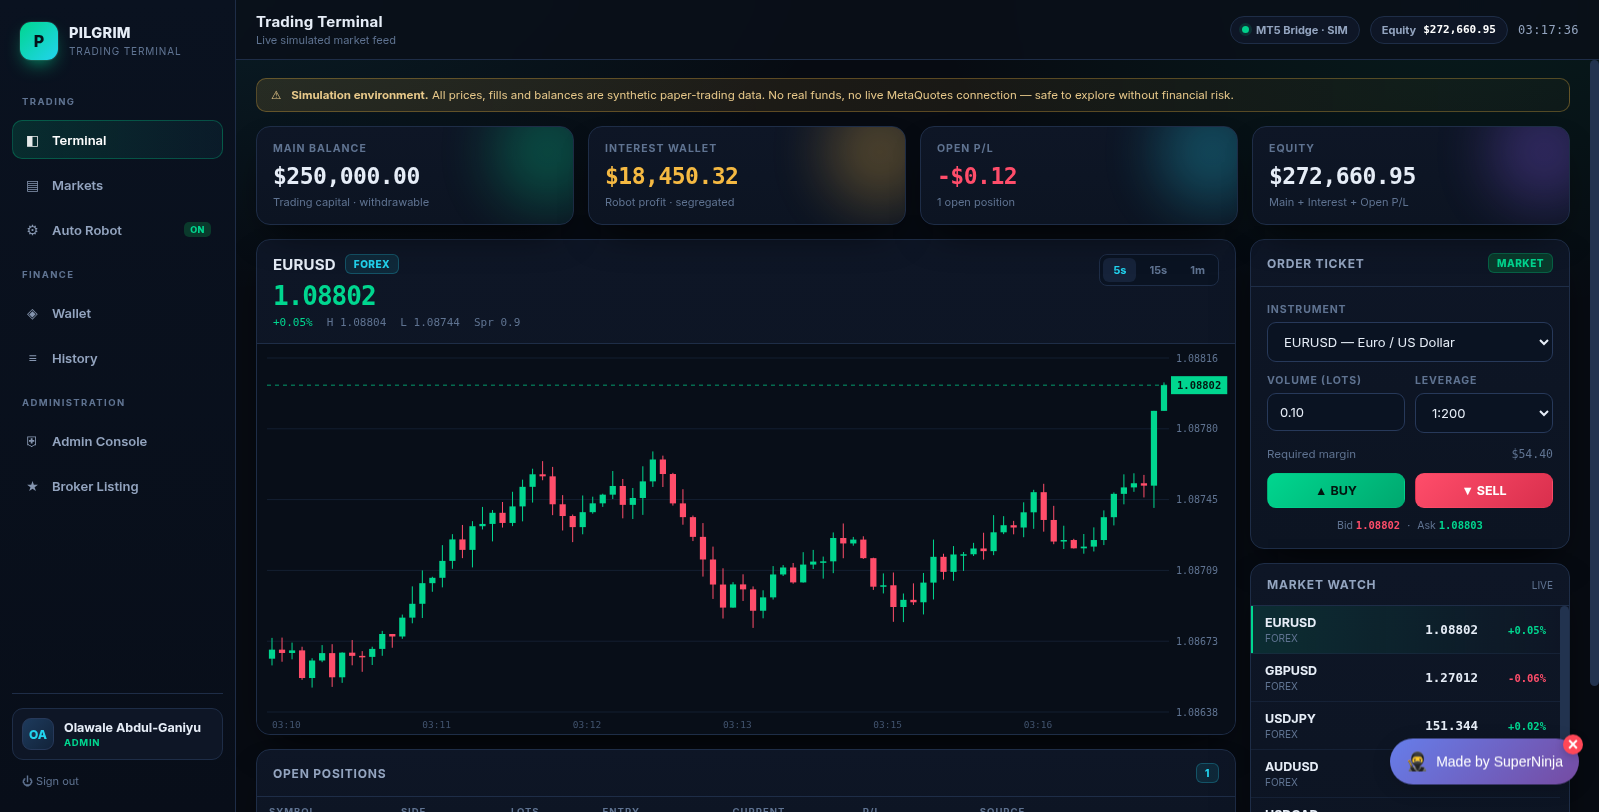 P
PILGRIM
TRADING TERMINAL
TRADING
Terminal
Markets
Auto Robot ON
FINANCE
Wallet
History
ADMINISTRATION
Admin Console
Broker Listing
OA
Olawale Abdul-Ganiyu
ADMIN
Sign out
Trading Terminal
Live simulated market feed
MT5 Bridge · SIM
Equity $272,660.95
03:17:36
⚠ Simulation environment. All prices, fills and balances are synthetic paper-trading data. No real funds, no live MetaQuotes connection — safe to explore without financial risk.
MAIN BALANCE
$250,000.00
Trading capital · withdrawable
INTEREST WALLET
$18,450.32
Robot profit · segregated
OPEN P/L
-$0.12
1 open position
EQUITY
$272,660.95
Main + Interest + Open P/L
EURUSD FOREX
1.08802
+0.05% H 1.08804 L 1.08744 Spr 0.9
5s 15s 1m
1.08816
1.08802
1.08780
1.08745
1.08709
1.08673
1.08638
03:10 03:11 03:12 03:13 03:15 03:16
OPEN POSITIONS 1
SYMBOL SIDE LOTS ENTRY CURRENT P/L SOURCE
ORDER TICKET MARKET
INSTRUMENT
EURUSD — Euro / US Dollar
VOLUME (LOTS) LEVERAGE
0.10 1:200
Required margin $54.40
▲ BUY ▼ SELL
Bid 1.08802 · Ask 1.08803
MARKET WATCH LIVE
EURUSD 1.08802 +0.05%
FOREX
GBPUSD 1.27012 -0.06%
FOREX
USDJPY 151.344 +0.02%
FOREX
AUDUSD
FOREX
USDCAD
Made by SuperNinja